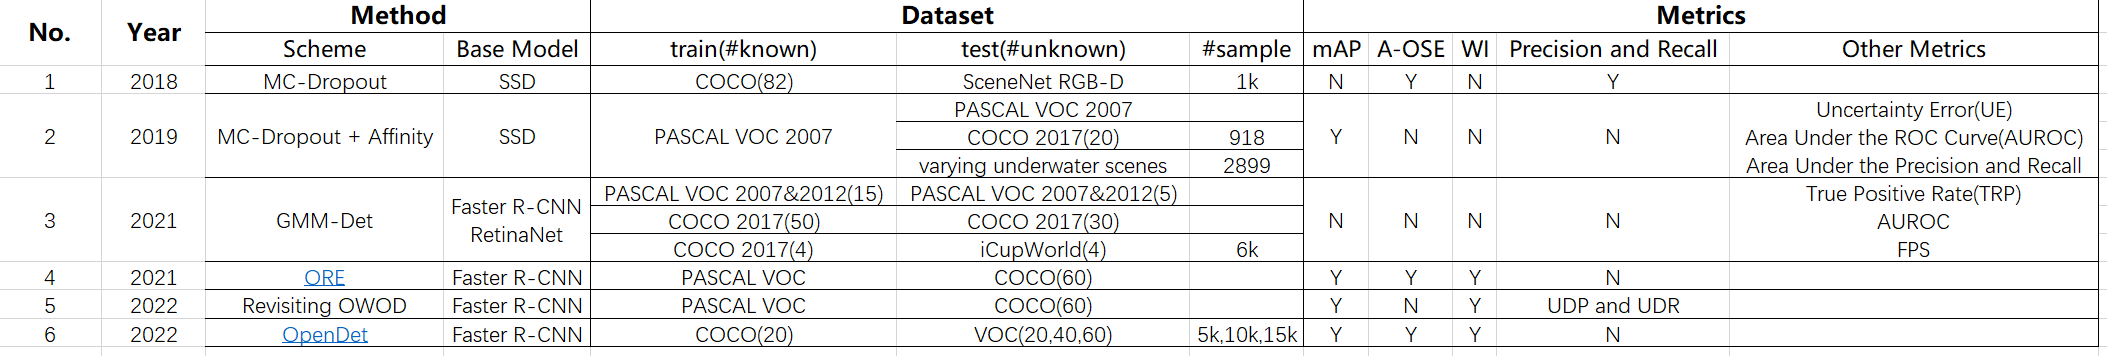 No. Year Method Dataset Metrics
Scheme Base Model train(#known) test(#unknown) #sample mAP A-OSE WI Precision and Recall Other Metrics
1 2018 MC-Dropout SSD COCO(82) SceneNet RGB-D 1k N Y N Y
PASCAL VOC 2007 Uncertainty Error(UE)
2 2019 MC-Dropout + Affinity SSD PASCAL VOC 2007 COCO 2017(20) 918 Y N N N Area Under the ROC Curve(AUROC)
varying underwater scenes 2899 Area Under the Precision and Recall
PASCAL VOC 2007&2012(15) PASCAL VOC 2007&2012(5) True Positive Rate(TRP)
3 2021 GMM-Det Faster R-CNN RetinaNet COCO 2017(50) COCO 2017(30) N N N N AUROC
COCO 2017(4) iCupWorld(4) 6k FPS
4 2021 ORE Faster R-CNN PASCAL VOC COCO(60) Y Y Y N
5 2022 Revisiting OWOD Faster R-CNN PASCAL VOC COCO(60) Y N Y UDP and UDR
6 2022 OpenDet Faster R-CNN COCO(20) VOC(20,40,60) 5k,10k,15k Y Y Y N